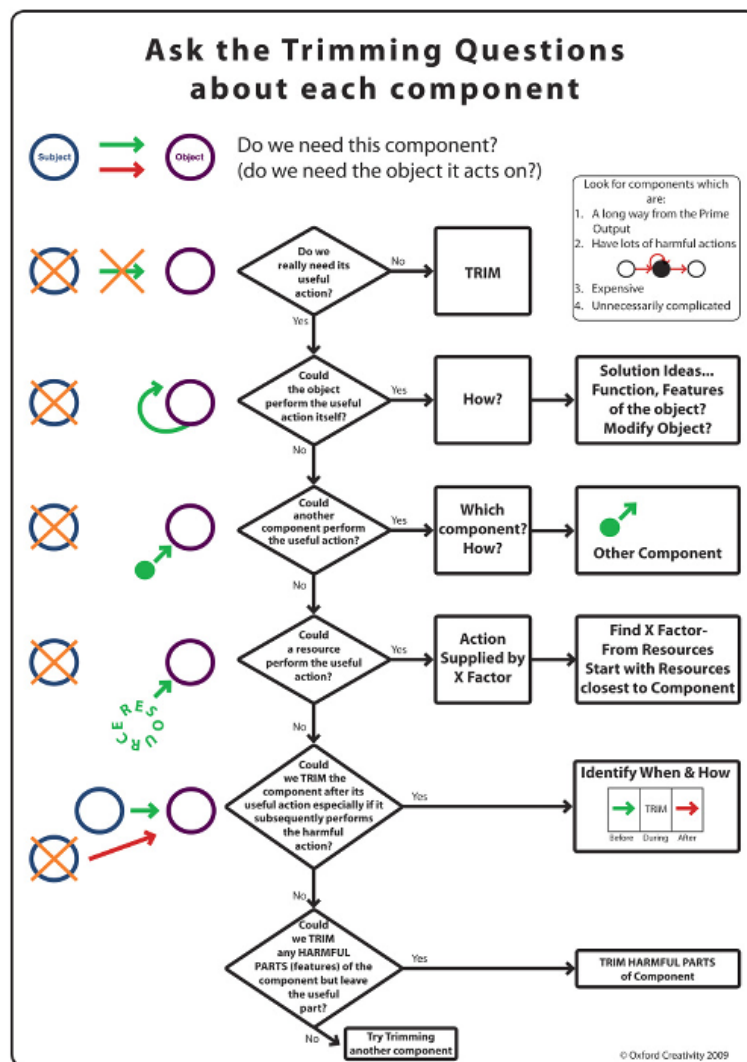 Ask the Trimming Questions
about each component
Subject
Object
Do we need this component?
(do we need the object it acts on?)
Look for components which
are:
1. A long way from the Prime
Output
2. Have lots of harmful actions
3. Expensive
4. Unnecessarily complicated
Do we
really need its
useful
action?
No
TRIM
Yes
Could
the object
perform the useful
action itself?
Yes
How?
Solution Ideas...
Function, Features
of the object?
Modify Object?
No
Could
another
component perform
the useful action?
Yes
Which
component?
How?
Other Component
No
Could
a resource
perform the useful
action?
Yes
Action
Supplied by
X Factor
Find X Factor-
From Resources
Start with Resources
closest to Component
RESOURCE
No
Could
we TRIM the
component after its
useful action especially if it
subsequently performs
the harmful
action?
Yes
Identify When & How
TRIM
Before During After
No
Could
we TRIM
any HARMFUL
PARTS (features) of the
component but leave
the useful
part?
Yes
TRIM HARMFUL PARTS
of Component
No
Try Trimming
another component
© Oxford Creativity 2009